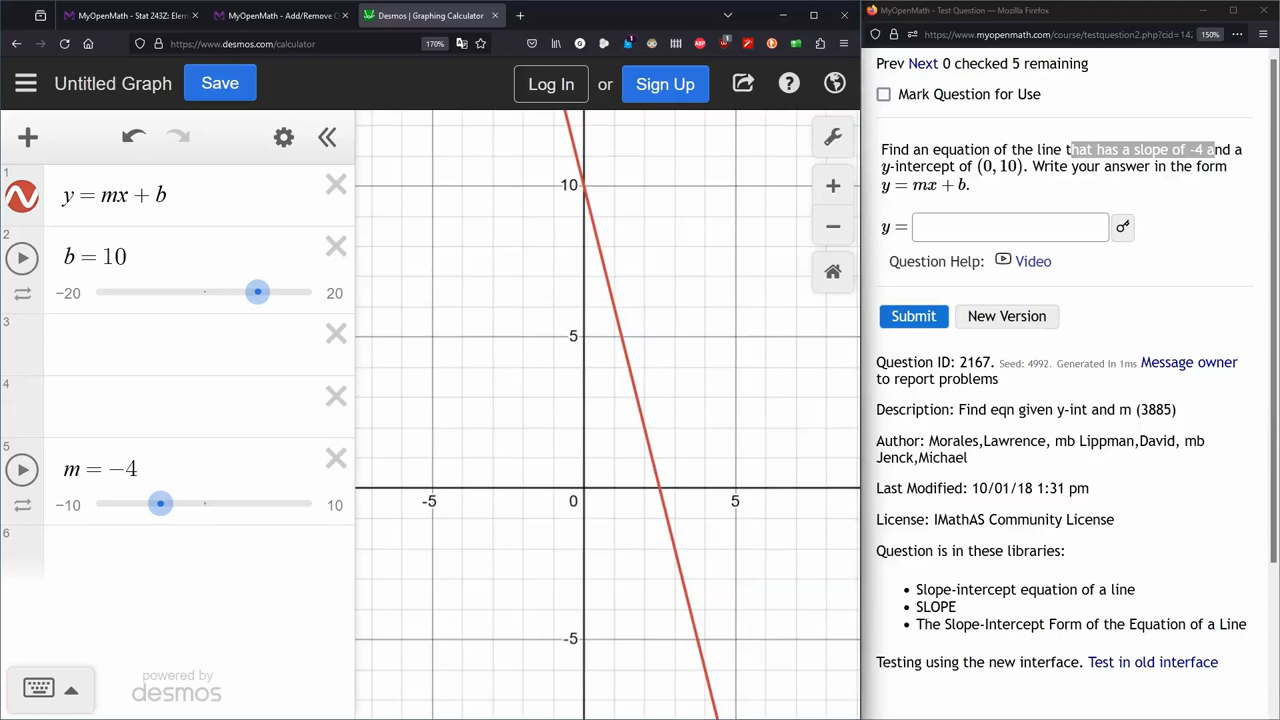 MyOpenMath - Stat 243Z: Elem
MyOpenMath - Add/Remove Q
Desmos | Graphing Calculator
https://www.desmos.com/calculator
170%
Untitled Graph
Save
Log In
or
Sign Up
1
y = mx + b
2
b = 10
−20
20
3
4
5
m = −4
−10
10
6
powered by
desmos
10
5
-5
0
5
-5
MyOpenMath - Test Question — Mozilla Firefox
https://www.myopenmath.com/course/testquestion2.php?cid=142
150%
Prev Next 0 checked 5 remaining
Mark Question for Use
Find an equation of the line that has a slope of -4 and a
y-intercept of (0, 10). Write your answer in the form
y = mx + b.
y =
Question Help: Video
Submit
New Version
Question ID: 2167. Seed: 4992. Generated in 1ms Message owner
to report problems
Description: Find eqn given y-int and m (3885)
Author: Morales,Lawrence, mb Lippman,David, mb
Jenck,Michael
Last Modified: 10/01/18 1:31 pm
License: IMathAS Community License
Question is in these libraries:
• Slope-intercept equation of a line
• SLOPE
• The Slope-Intercept Form of the Equation of a Line
Testing using the new interface. Test in old interface